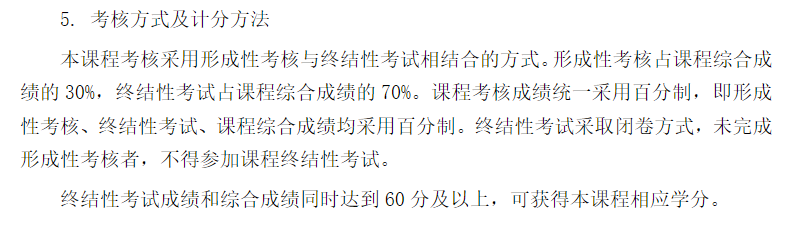 5. 考核方式及计分方法
本课程考核采用形成性考核与终结性考试相结合的方式。形成性考核占课程综合成
绩的 30%，终结性考试占课程综合成绩的 70%。课程考核成绩统一采用百分制，即形成
性考核、终结性考试、课程综合成绩均采用百分制。终结性考试采取闭卷方式，未完成
形成性考核者，不得参加课程终结性考试。
终结性考试成绩和综合成绩同时达到 60 分及以上，可获得本课程相应学分。